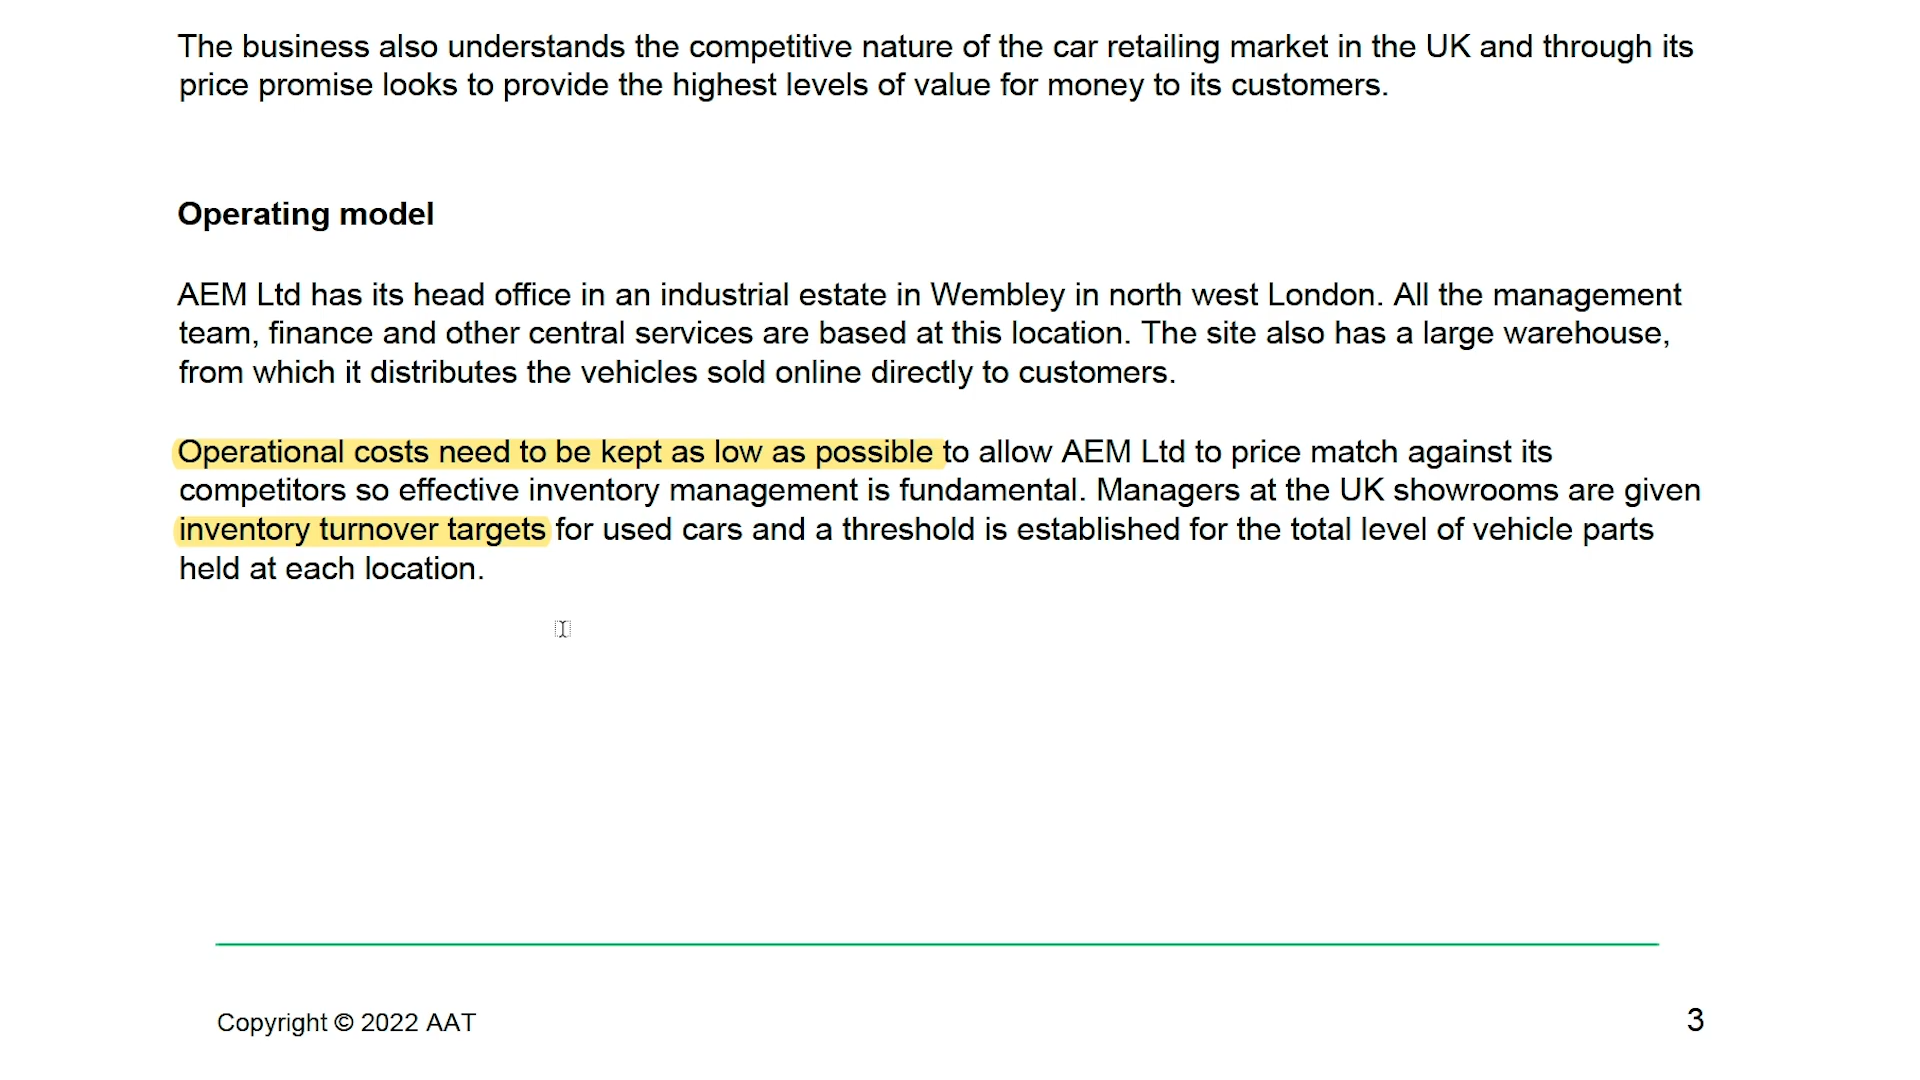 The business also understands the competitive nature of the car retailing market in the UK and through its
price promise looks to provide the highest levels of value for money to its customers.
Operating model
AEM Ltd has its head office in an industrial estate in Wembley in north west London. All the management
team, finance and other central services are based at this location. The site also has a large warehouse,
from which it distributes the vehicles sold online directly to customers.
Operational costs need to be kept as low as possible to allow AEM Ltd to price match against its
competitors so effective inventory management is fundamental. Managers at the UK showrooms are given
inventory turnover targets for used cars and a threshold is established for the total level of vehicle parts
held at each location.
Copyright © 2022 AAT
3